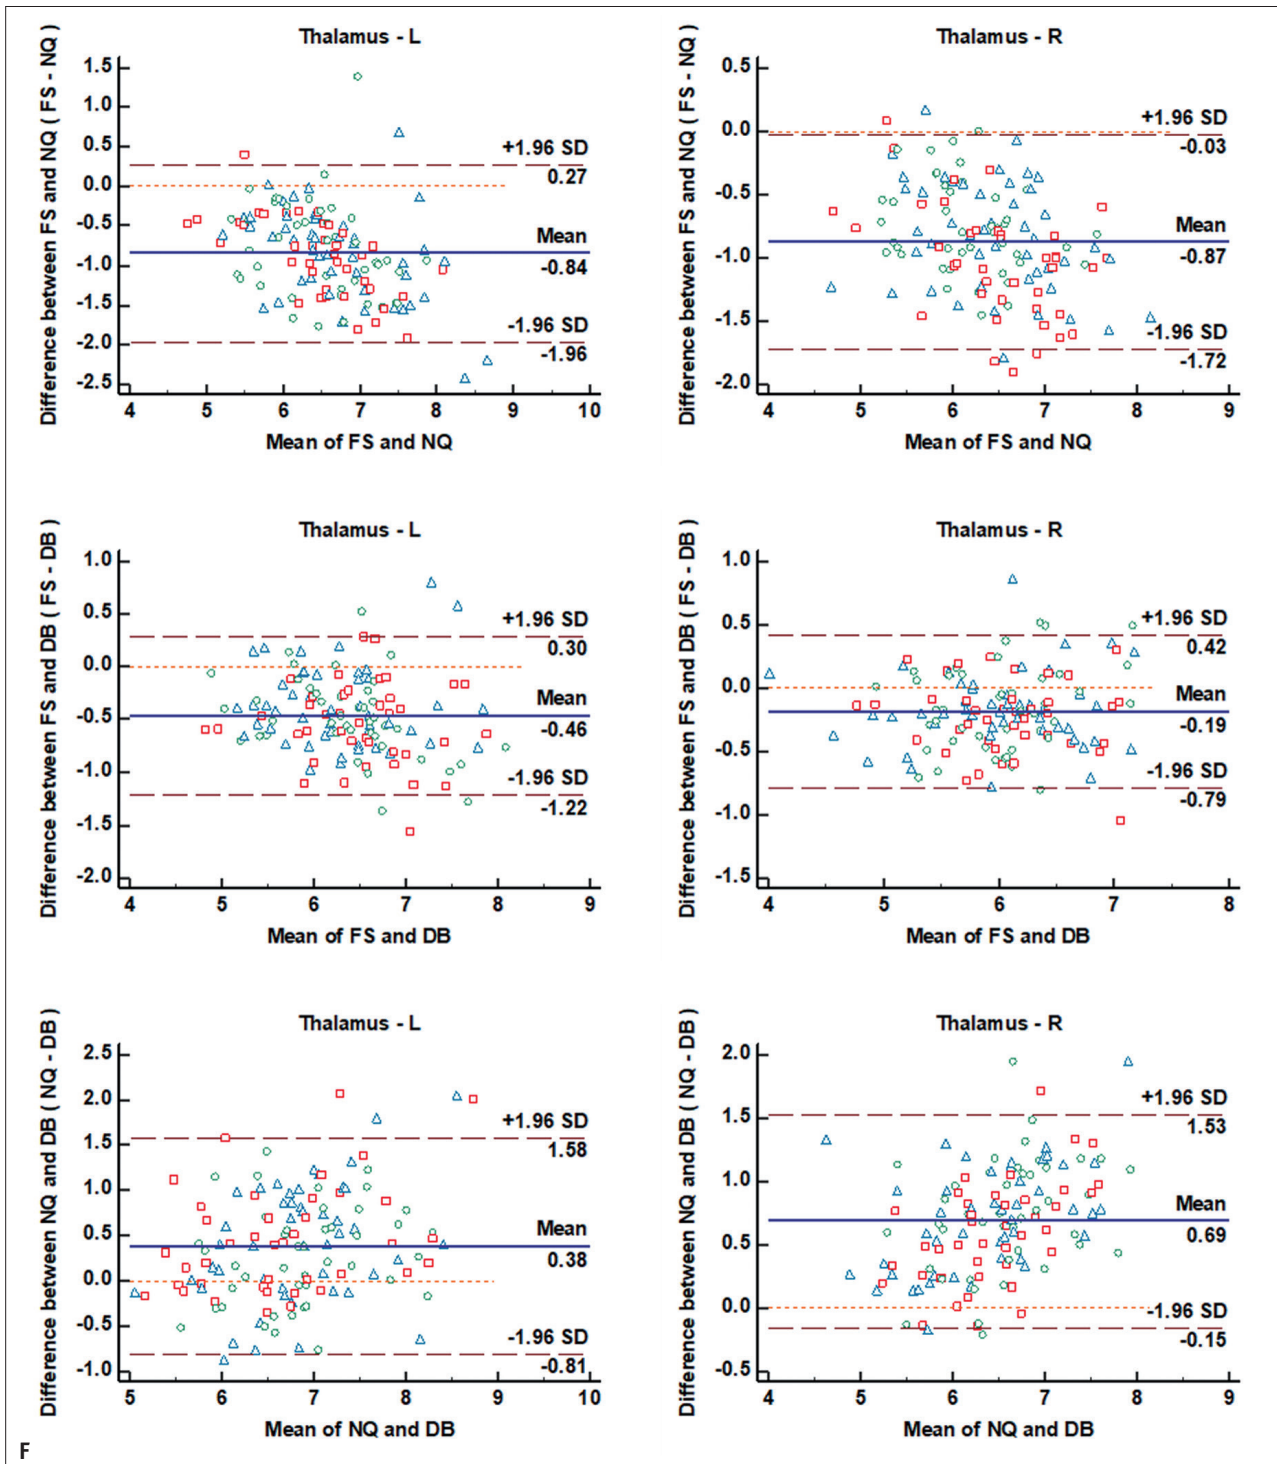 Thalamus - L
Difference between FS and NQ ( FS - NQ)
1.5
1.0
0.5
0.0
-0.5
-1.0
-1.5
-2.0
-2.5
+1.96 SD
0.27
Mean
-0.84
-1.96 SD
-1.96
4 5 6 7 8 9 10
Mean of FS and NQ
Thalamus - R
Difference between FS and NQ ( FS - NQ)
0.5
0.0
-0.5
-1.0
-1.5
-2.0
+1.96 SD
-0.03
Mean
-0.87
-1.96 SD
-1.72
4 5 6 7 8 9
Mean of FS and NQ
Thalamus - L
Difference between FS and DB ( FS - DB )
1.0
0.5
0.0
-0.5
-1.0
-1.5
-2.0
+1.96 SD
0.30
Mean
-0.46
-1.96 SD
-1.22
4 5 6 7 8 9
Mean of FS and DB
Thalamus - R
Difference between FS and DB ( FS - DB )
1.0
0.5
0.0
-0.5
-1.0
-1.5
+1.96 SD
0.42
Mean
-0.19
-1.96 SD
-0.79
4 5 6 7 8
Mean of FS and DB
Thalamus - L
Difference between NQ and DB ( NQ - DB )
2.5
2.0
1.5
1.0
0.5
0.0
-0.5
-1.0
+1.96 SD
1.58
Mean
0.38
-1.96 SD
-0.81
5 6 7 8 9 10
Mean of NQ and DB
Thalamus - R
Difference between NQ and DB ( NQ - DB )
2.0
1.5
1.0
0.5
0.0
-0.5
+1.96 SD
1.53
Mean
0.69
-1.96 SD
-0.15
4 5 6 7 8 9
Mean of NQ and DB
F